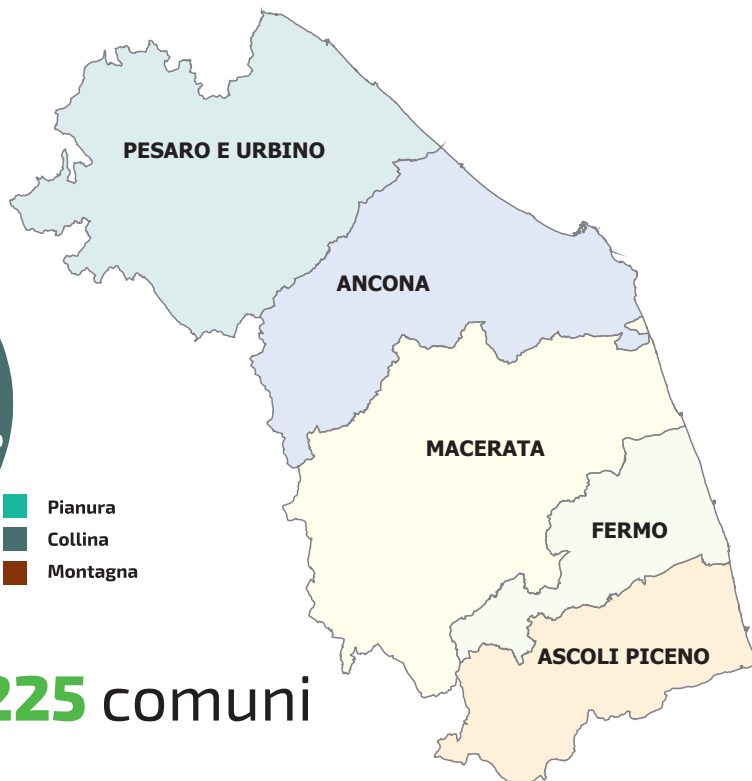 PESARO E URBINO
ANCONA
MACERATA
FERMO
ASCOLI PICENO
Pianura
Collina
Montagna
225 comuni